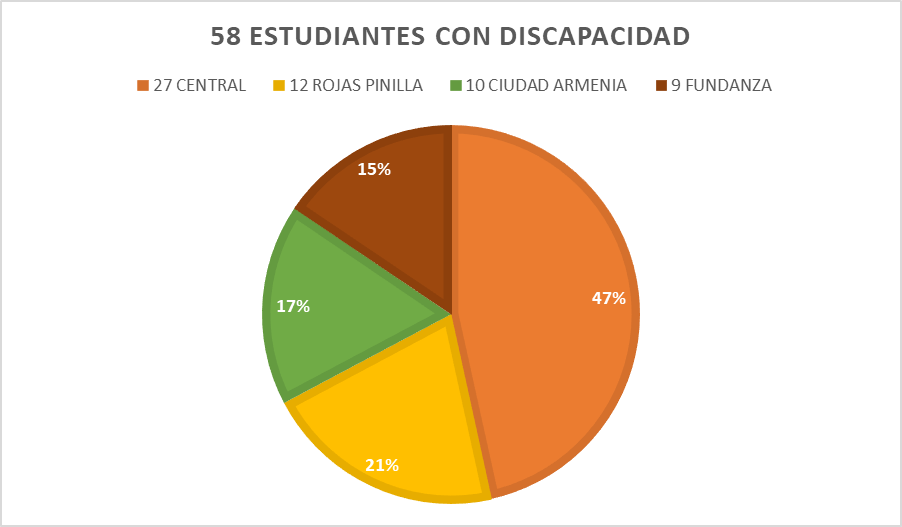 58 ESTUDIANTES CON DISCAPACIDAD
27 CENTRAL 12 ROJAS PINILLA 10 CIUDAD ARMENIA 9 FUNDANZA
15%
47%
17%
21%